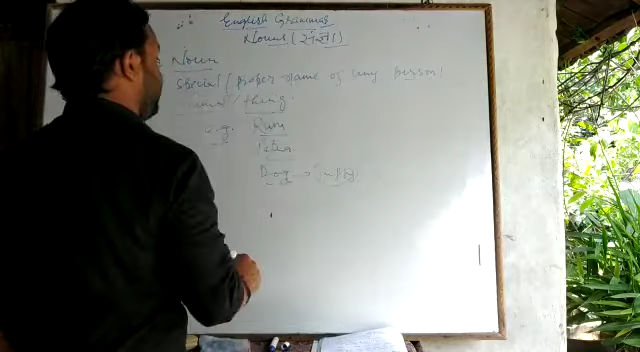 English Grammar
Noun (संज्ञा)
Noun
Special / proper name of any person /
animal / thing.
e.g. Ram
Peter
Dog →